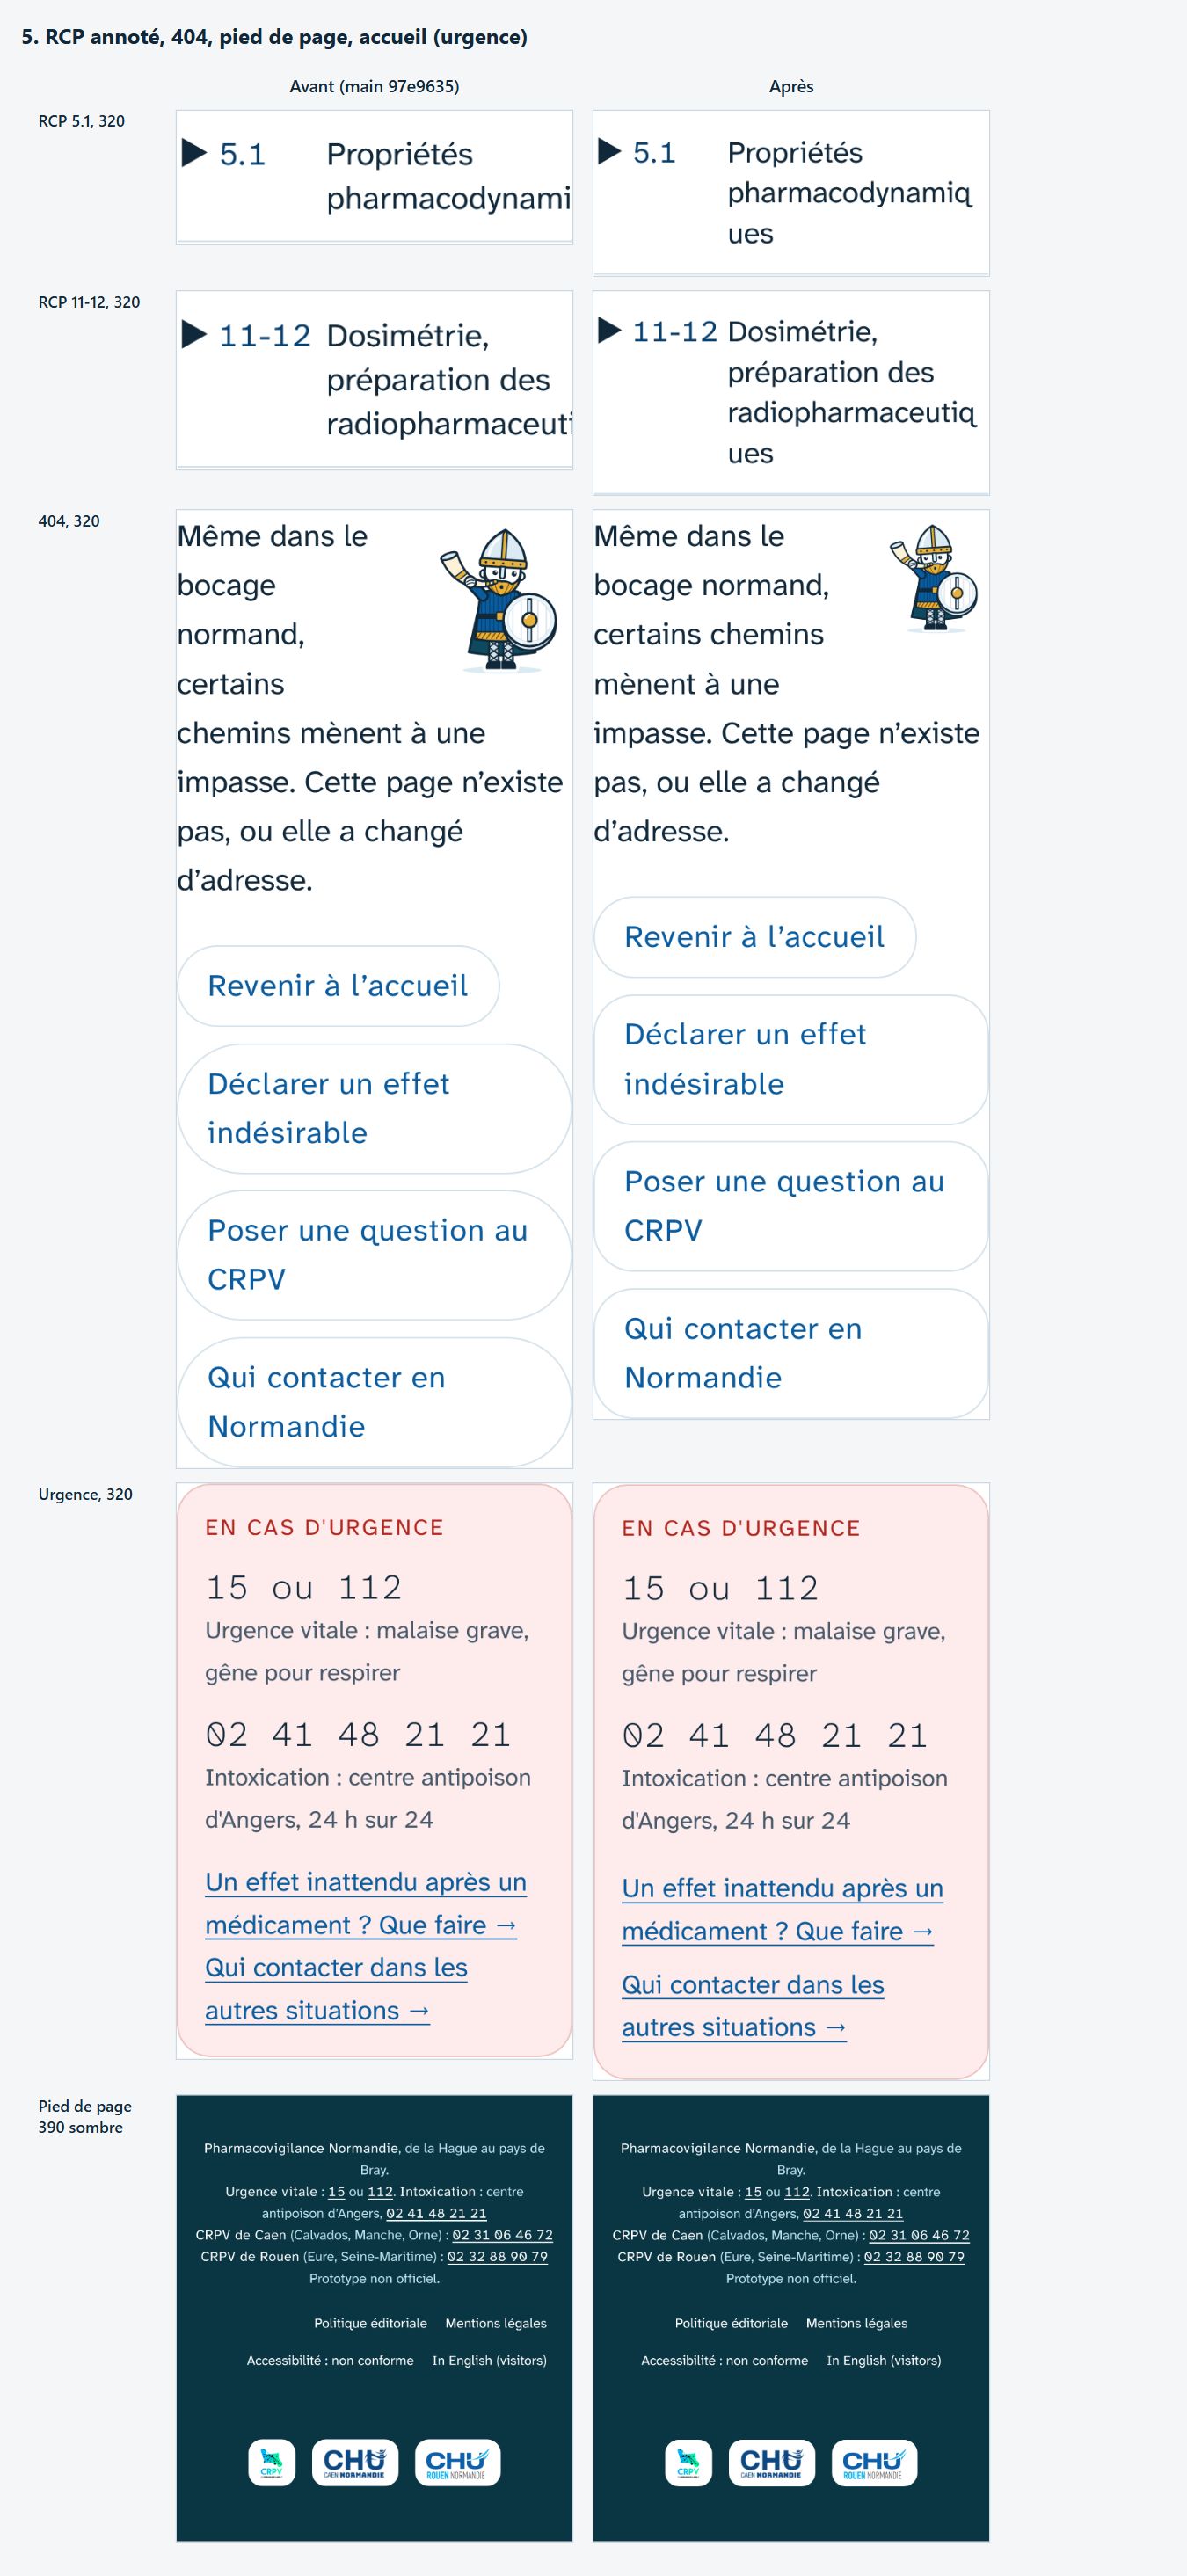 5. RCP annoté, 404, pied de page, accueil (urgence)
Avant (main 97e9635)
Après
RCP 5.1, 320
▶ 5.1 Propriétés
pharmacodynami
▶ 5.1 Propriétés
pharmacodynamiq
ues
RCP 11-12, 320
▶ 11-12 Dosimétrie,
préparation des
radiopharmaceuti
▶ 11-12 Dosimétrie,
préparation des
radiopharmaceutiq
ues
404, 320
Même dans le
bocage
normand,
certains
chemins mènent à une
impasse. Cette page n’existe
pas, ou elle a changé
d’adresse.
Revenir à l’accueil
Déclarer un effet
indésirable
Poser une question au
CRPV
Qui contacter en
Normandie
Même dans le
bocage normand,
certains chemins
mènent à une
impasse. Cette page n’existe
pas, ou elle a changé
d’adresse.
Revenir à l’accueil
Déclarer un effet
indésirable
Poser une question au
CRPV
Qui contacter en
Normandie
Urgence, 320
EN CAS D'URGENCE
15 ou 112
Urgence vitale : malaise grave,
gêne pour respirer
02 41 48 21 21
Intoxication : centre antipoison
d'Angers, 24 h sur 24
Un effet inattendu après un
médicament ? Que faire →
Qui contacter dans les
autres situations →
EN CAS D'URGENCE
15 ou 112
Urgence vitale : malaise grave,
gêne pour respirer
02 41 48 21 21
Intoxication : centre antipoison
d'Angers, 24 h sur 24
Un effet inattendu après un
médicament ? Que faire →
Qui contacter dans les
autres situations →
Pied de page
390 sombre
Pharmacovigilance Normandie, de la Hague au pays de
Bray.
Urgence vitale : 15 ou 112. Intoxication : centre
antipoison d’Angers, 02 41 48 21 21
CRPV de Caen (Calvados, Manche, Orne) : 02 31 06 46 72
CRPV de Rouen (Eure, Seine-Maritime) : 02 32 88 90 79
Prototype non officiel.
Politique éditoriale Mentions légales
Accessibilité : non conforme In English (visitors)
CRPV
CHU
CAEN NORMANDIE
CHU
ROUEN NORMANDIE
Pharmacovigilance Normandie, de la Hague au pays de
Bray.
Urgence vitale : 15 ou 112. Intoxication : centre
antipoison d’Angers, 02 41 48 21 21
CRPV de Caen (Calvados, Manche, Orne) : 02 31 06 46 72
CRPV de Rouen (Eure, Seine-Maritime) : 02 32 88 90 79
Prototype non officiel.
Politique éditoriale Mentions légales
Accessibilité : non conforme In English (visitors)
CRPV
CHU
CAEN NORMANDIE
CHU
ROUEN NORMANDIE